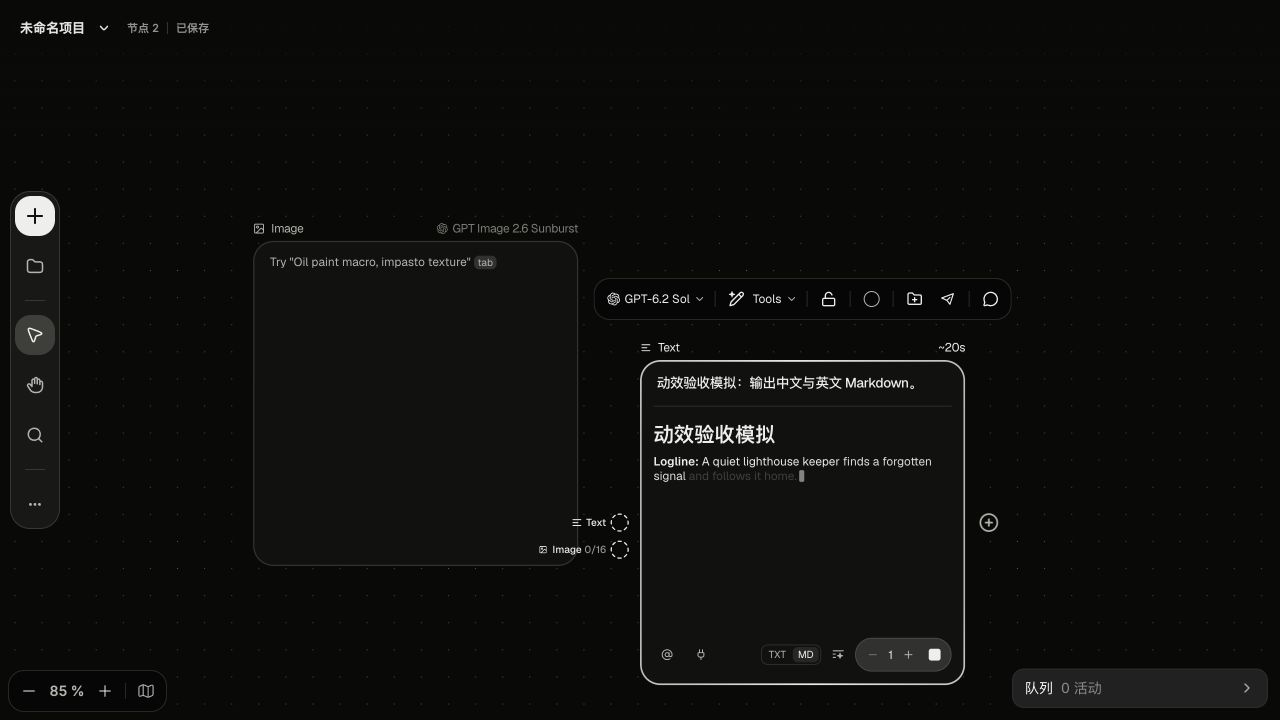 未命名项目 节点 2 已保存
Image GPT Image 2.6 Sunburst
Try "Oil paint macro, impasto texture" tab
GPT-6.2 Sol Tools
Text ~20s
动效验收模拟：输出中文与英文 Markdown。
动效验收模拟
Logline: A quiet lighthouse keeper finds a forgotten
signal and follows it home.
Text
Image 0/16
TXT MD 1
85 %
队列 0 活动